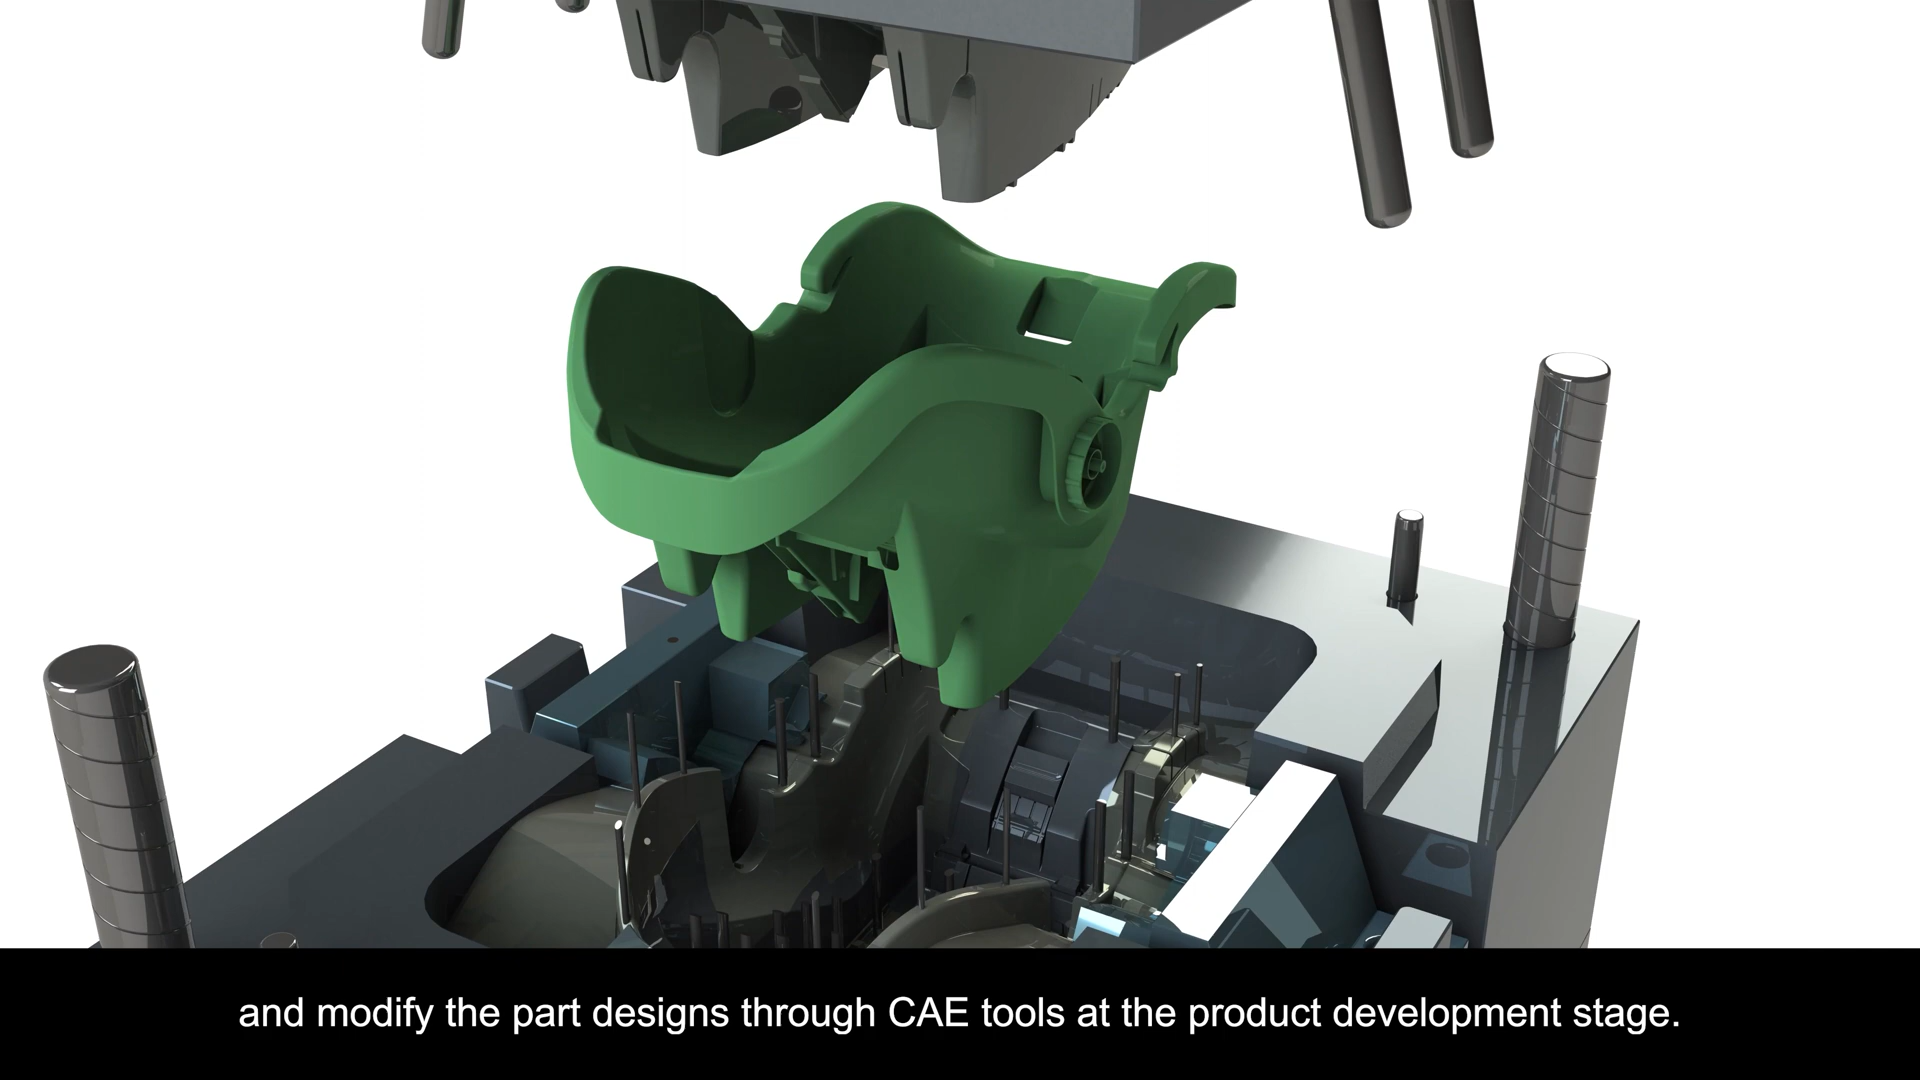 and modify the part designs through CAE tools at the product development stage.